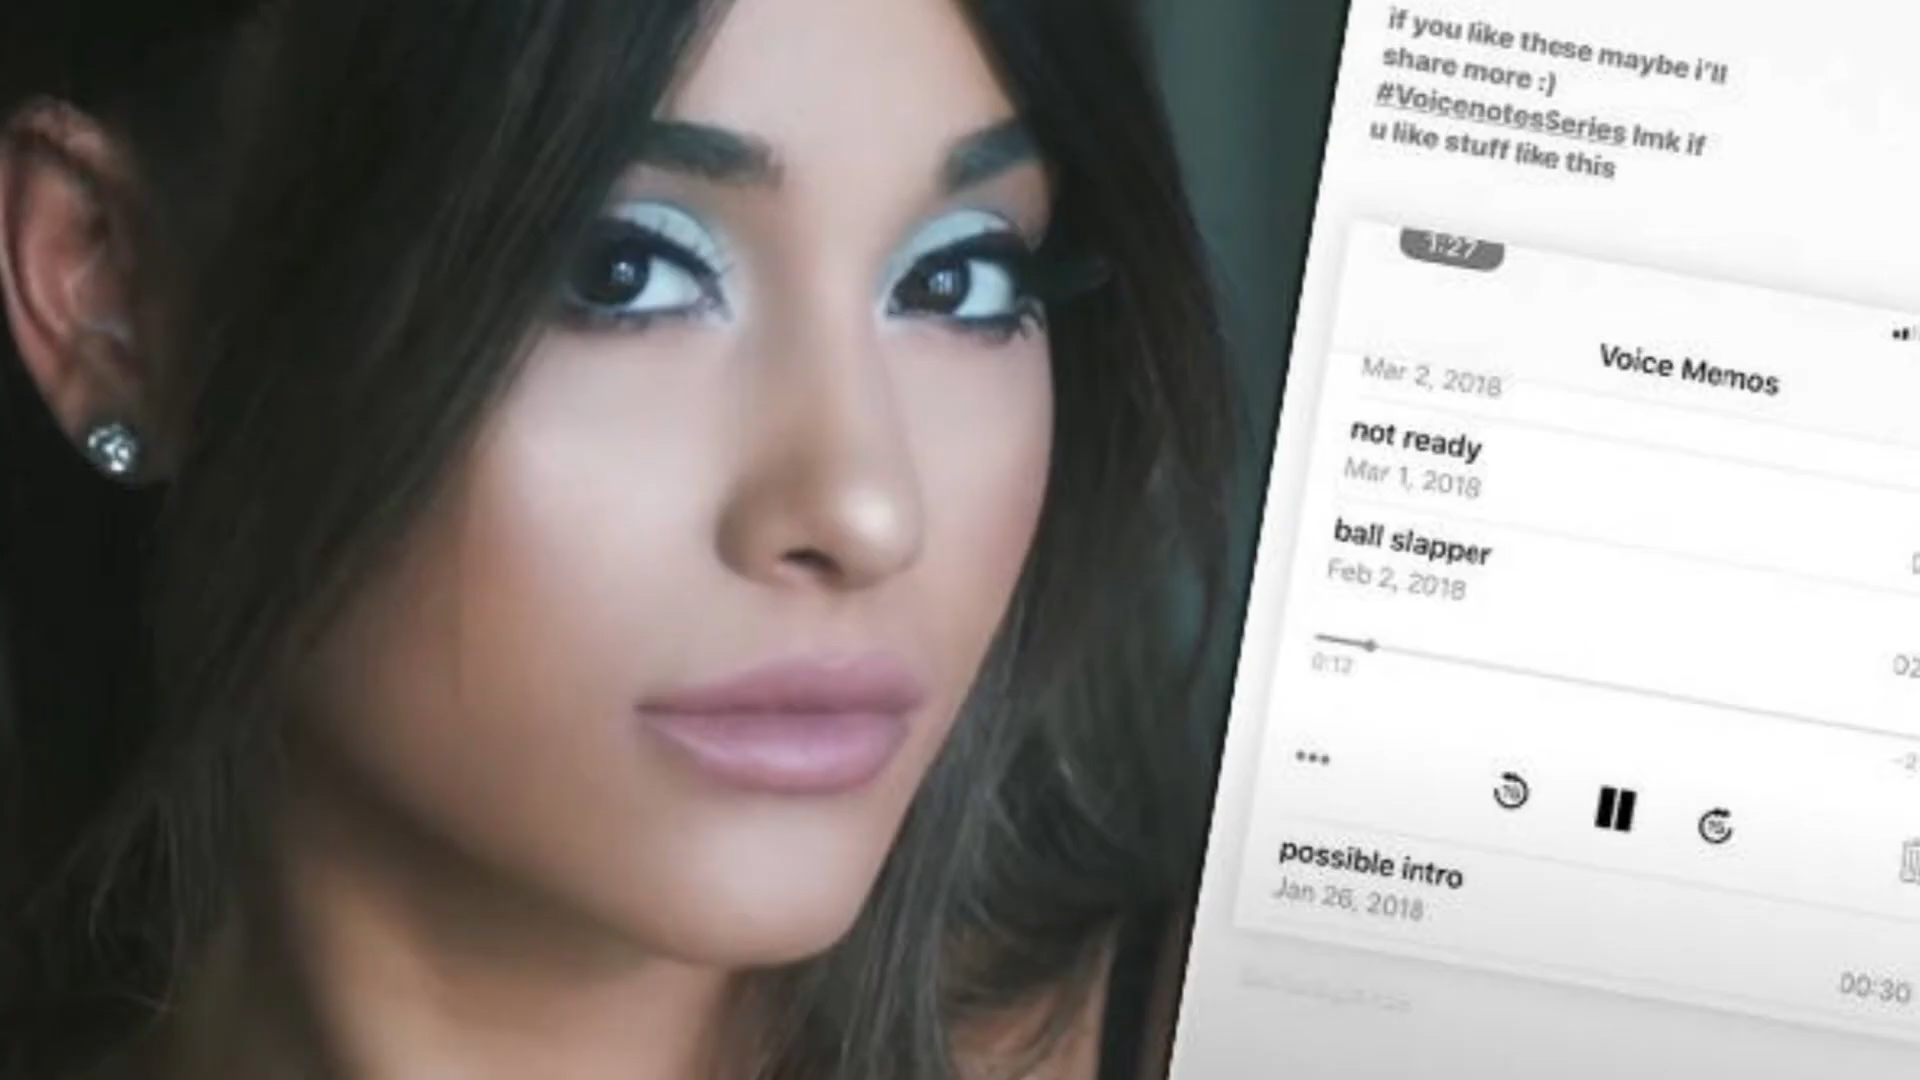 if you like these maybe i'll
share more :)
#VoicenotesSeries lmk if
u like stuff like this
1:27
Voice Memos
Mar 2, 2018
not ready
Mar 1, 2018
ball slapper
Feb 2, 2018
0:12
15
15
possible intro
Jan 26, 2018
00:30